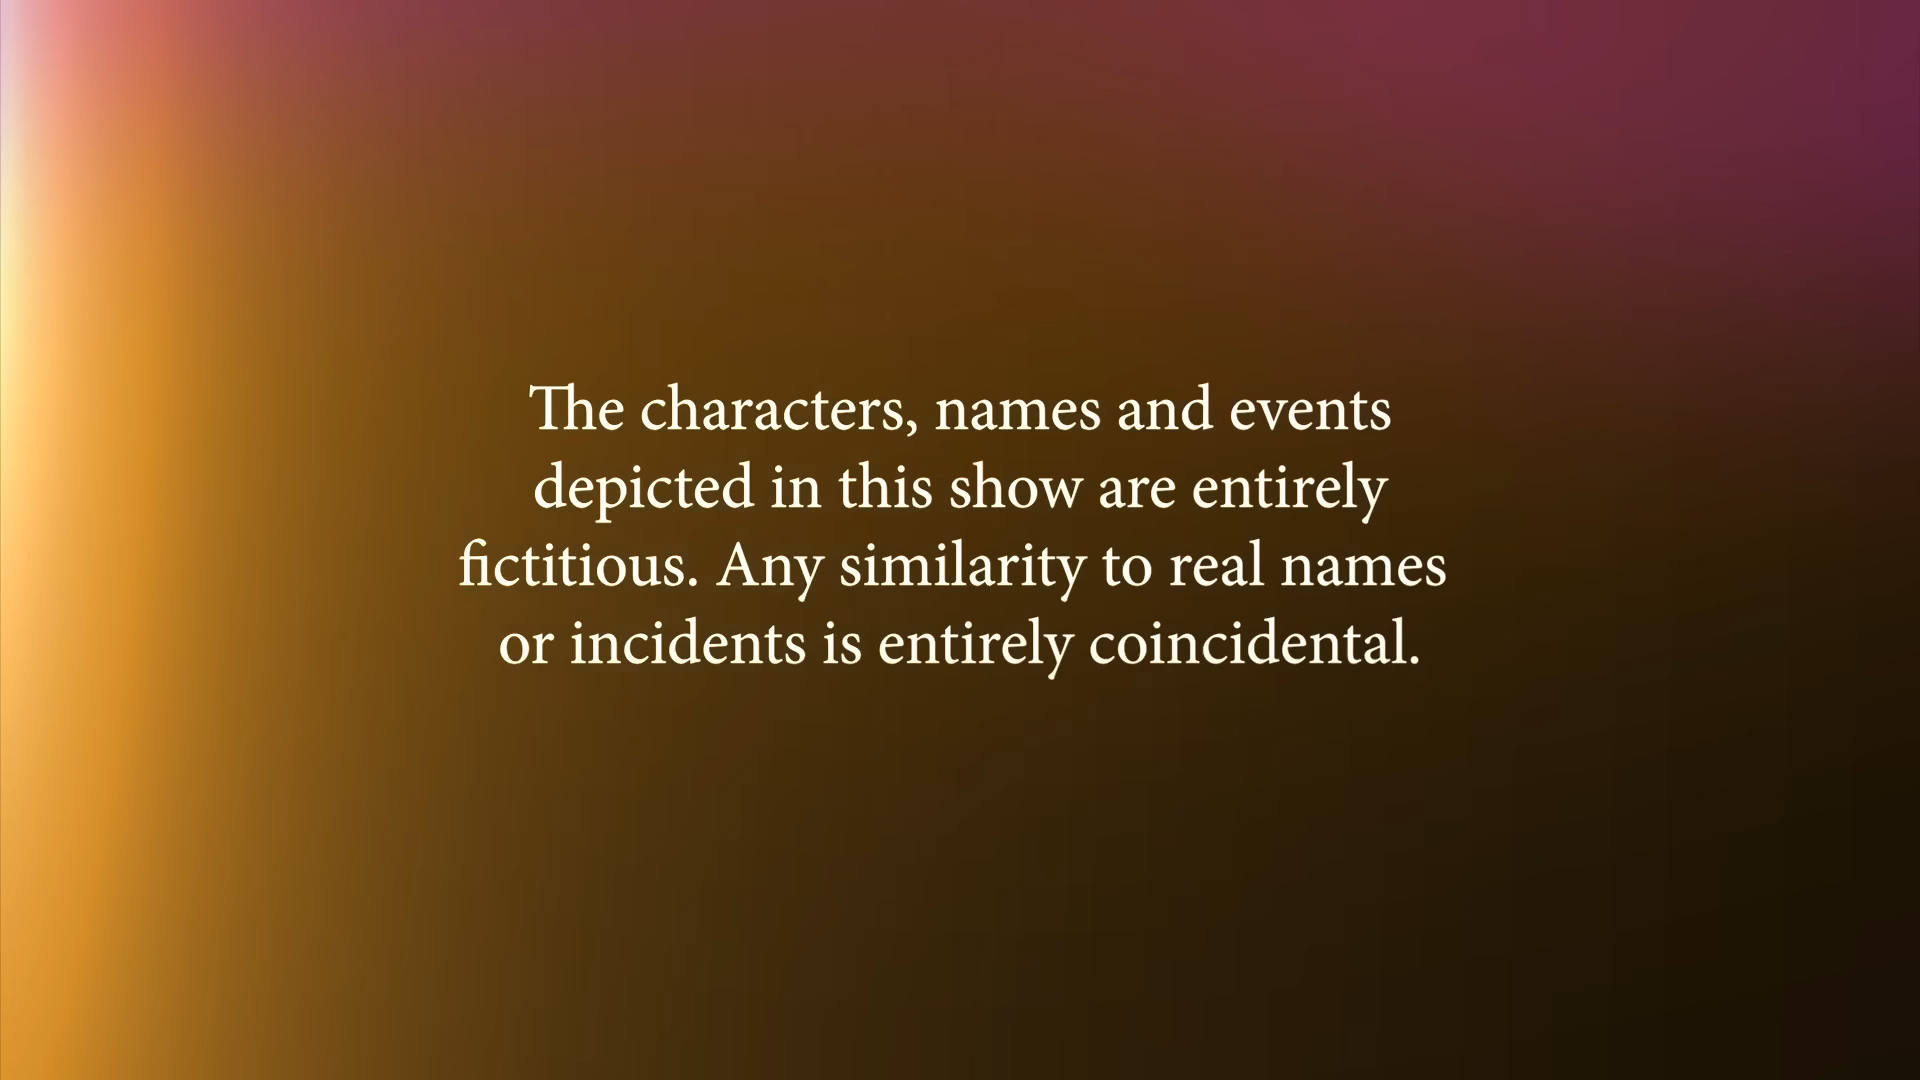 The characters, names and events
depicted in this show are entirely
fictitious. Any similarity to real names
or incidents is entirely coincidental.